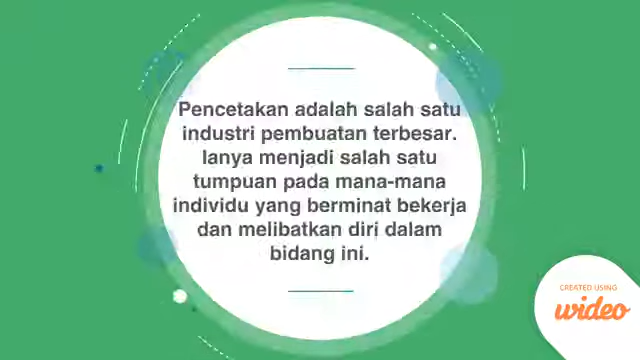 Pencetakan adalah salah satu
industri pembuatan terbesar.
Ianya menjadi salah satu
tumpuan pada mana-mana
individu yang berminat bekerja
dan melibatkan diri dalam
bidang ini.
CREATED USING
wideo